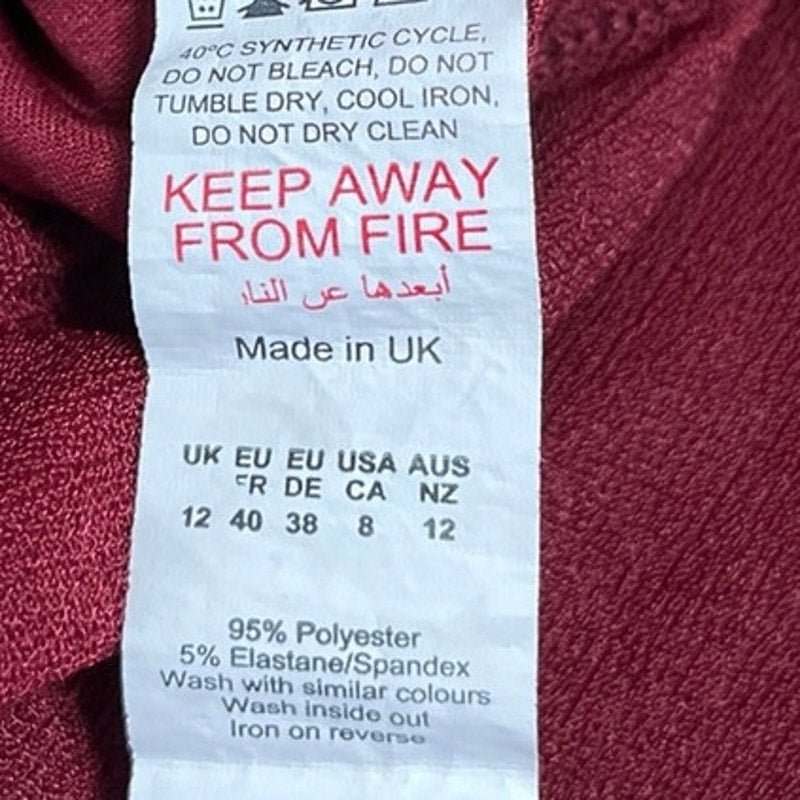 40°C SYNTHETIC CYCLE,
DO NOT BLEACH, DO NOT
TUMBLE DRY, COOL IRON,
DO NOT DRY CLEAN
KEEP AWAY
FROM FIRE
أبعدها عن النار
Made in UK
UK EU EU USA AUS
FR DE CA NZ
12 40 38 8 12
95% Polyester
5% Elastane/Spandex
Wash with similar colours
Wash inside out
Iron on reverse